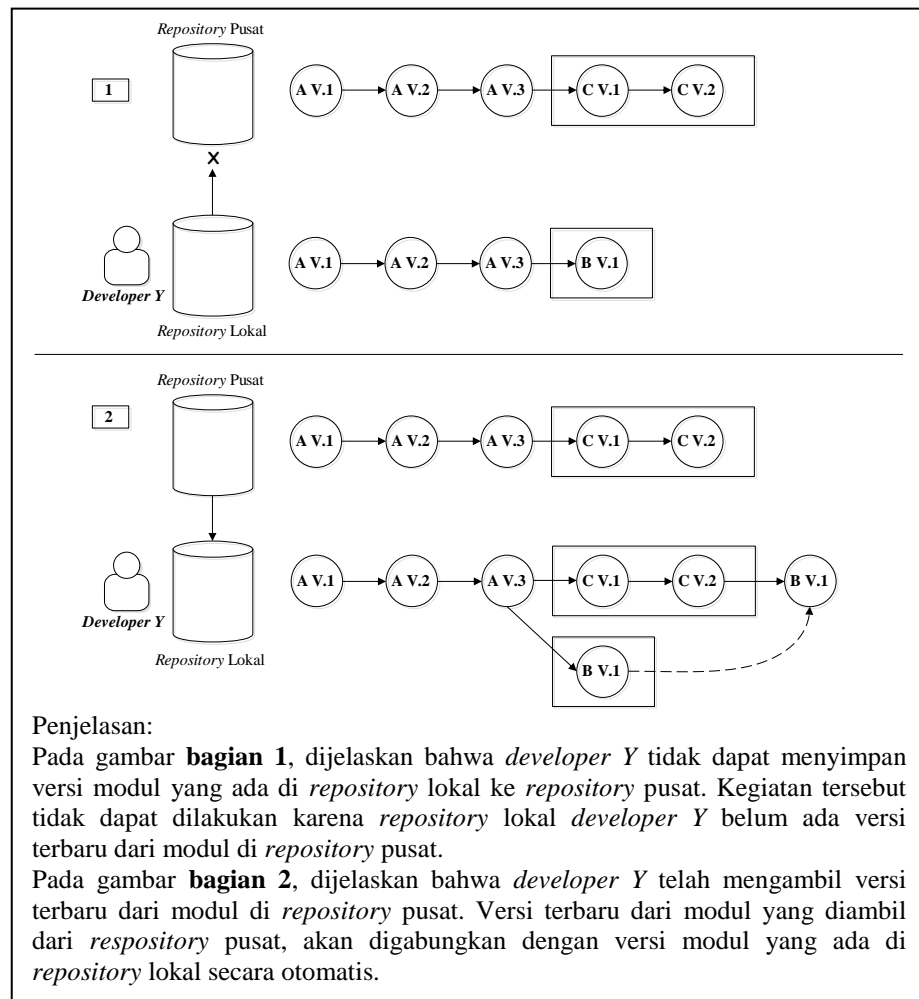 Repository Pusat
1
A V.1 A V.2 A V.3 C V.1 C V.2
X
Developer Y
A V.1 A V.2 A V.3 B V.1
Repository Lokal
Repository Pusat
2
A V.1 A V.2 A V.3 C V.1 C V.2
A V.1 A V.2 A V.3 C V.1 C V.2 B V.1
Developer Y
Repository Lokal
B V.1
Penjelasan:
Pada gambar bagian 1, dijelaskan bahwa developer Y tidak dapat menyimpan
versi modul yang ada di repository lokal ke repository pusat. Kegiatan tersebut
tidak dapat dilakukan karena repository lokal developer Y belum ada versi
terbaru dari modul di repository pusat.
Pada gambar bagian 2, dijelaskan bahwa developer Y telah mengambil versi
terbaru dari modul di repository pusat. Versi terbaru dari modul yang diambil
dari respository pusat, akan digabungkan dengan versi modul yang ada di
repository lokal secara otomatis.